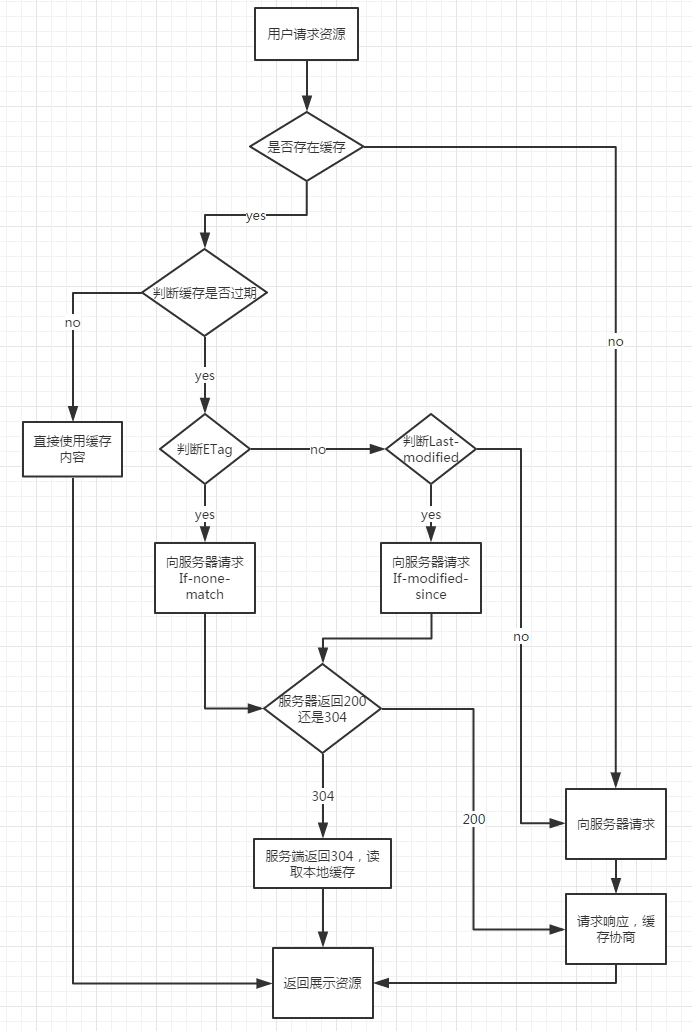 用户请求资源
是否存在缓存
yes
判断缓存是否过期
no
no
yes
直接使用缓存
内容
判断ETag
no
判断Last-
modified
yes
yes
向服务器请求
If-none-
match
向服务器请求
If-modified-
since
no
服务器返回200
还是304
304
200
向服务器请求
服务端返回304，读
取本地缓存
请求响应，缓
存协商
返回展示资源